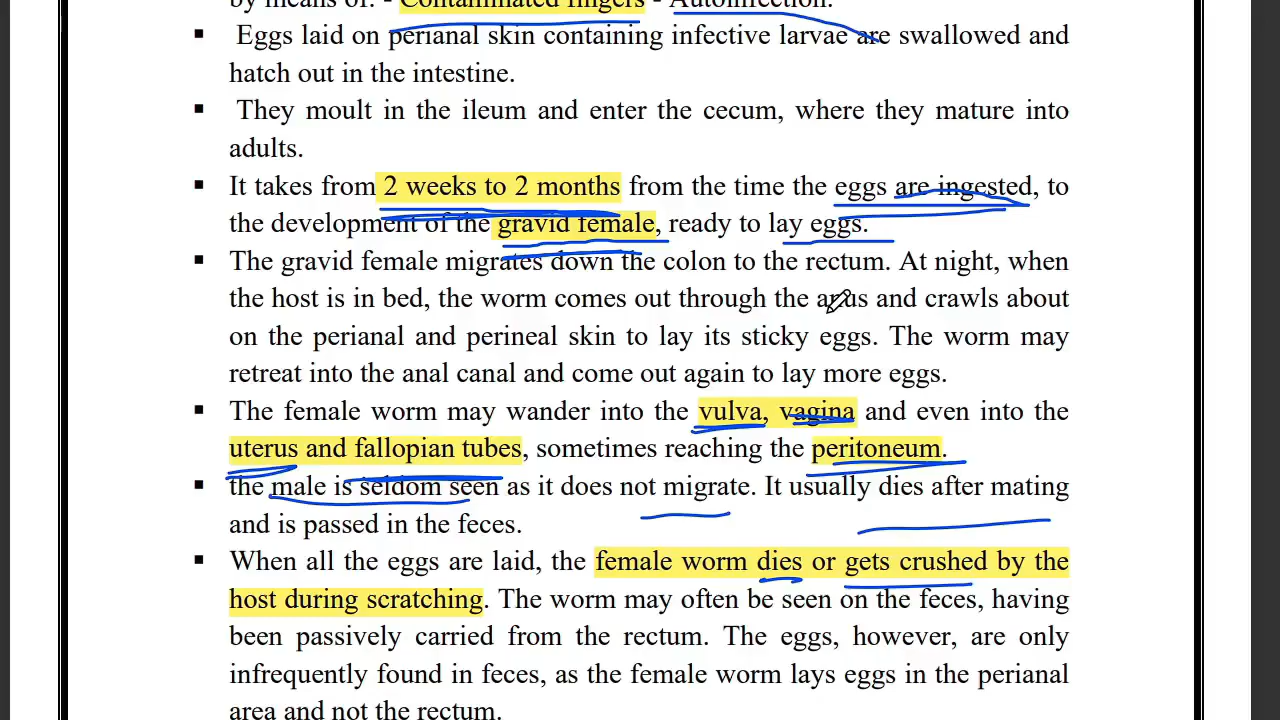 by means of: - Contaminated fingers - Autoinfection.
▪ Eggs laid on perianal skin containing infective larvae are swallowed and
hatch out in the intestine.
▪ They moult in the ileum and enter the cecum, where they mature into
adults.
▪ It takes from 2 weeks to 2 months from the time the eggs are ingested, to
the development of the gravid female, ready to lay eggs.
▪ The gravid female migrates down the colon to the rectum. At night, when
the host is in bed, the worm comes out through the anus and crawls about
on the perianal and perineal skin to lay its sticky eggs. The worm may
retreat into the anal canal and come out again to lay more eggs.
▪ The female worm may wander into the vulva, vagina and even into the
uterus and fallopian tubes, sometimes reaching the peritoneum.
▪ the male is seldom seen as it does not migrate. It usually dies after mating
and is passed in the feces.
▪ When all the eggs are laid, the female worm dies or gets crushed by the
host during scratching. The worm may often be seen on the feces, having
been passively carried from the rectum. The eggs, however, are only
infrequently found in feces, as the female worm lays eggs in the perianal
area and not the rectum.